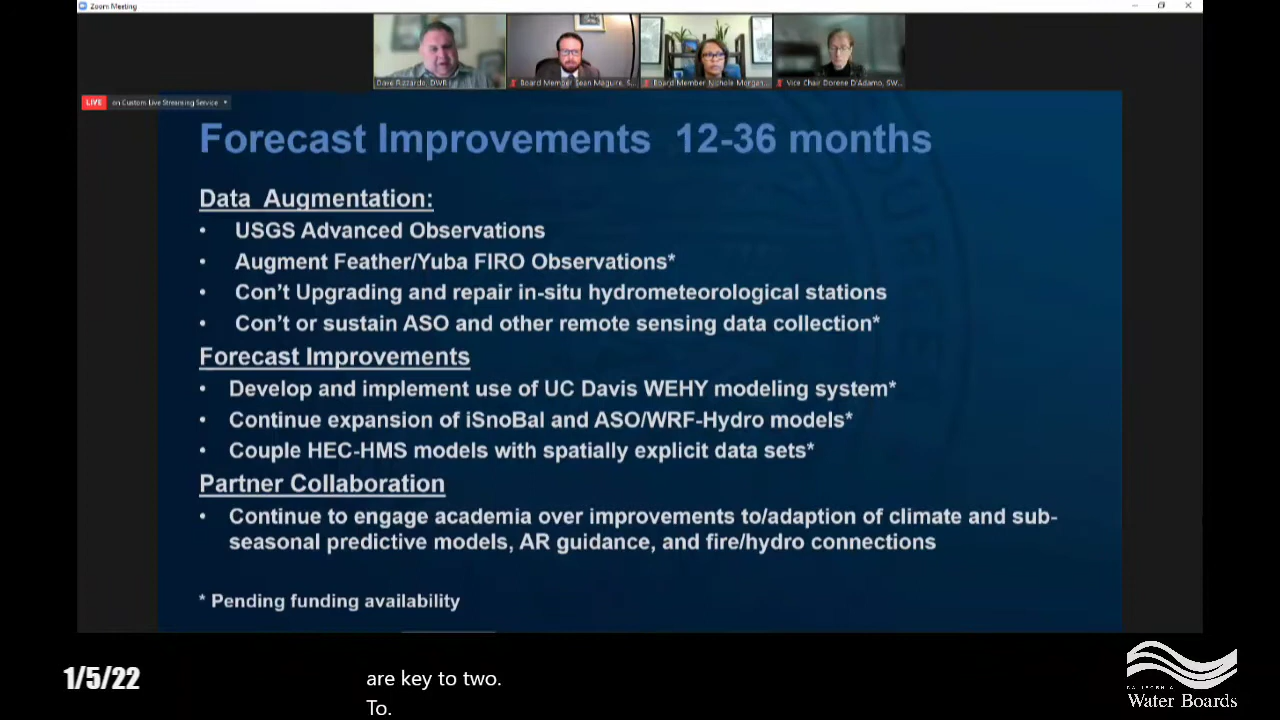 Zoom Meeting
Dave Rizzardo, DWR
Board Member Sean Maguire, S...
Board Member Nichole Morgan...
Vice Chair Dorene D'Adamo, SW...
LIVE on Custom Live Streaming Service
Forecast Improvements 12-36 months
Data Augmentation:
• USGS Advanced Observations
• Augment Feather/Yuba FIRO Observations*
• Con't Upgrading and repair in-situ hydrometeorological stations
• Con't or sustain ASO and other remote sensing data collection*
Forecast Improvements
• Develop and implement use of UC Davis WEHY modeling system*
• Continue expansion of iSnoBal and ASO/WRF-Hydro models*
• Couple HEC-HMS models with spatially explicit data sets*
Partner Collaboration
• Continue to engage academia over improvements to/adaption of climate and sub-
seasonal predictive models, AR guidance, and fire/hydro connections
* Pending funding availability
1/5/22
are key to two.
To.
CALIFORNIA
Water Boards